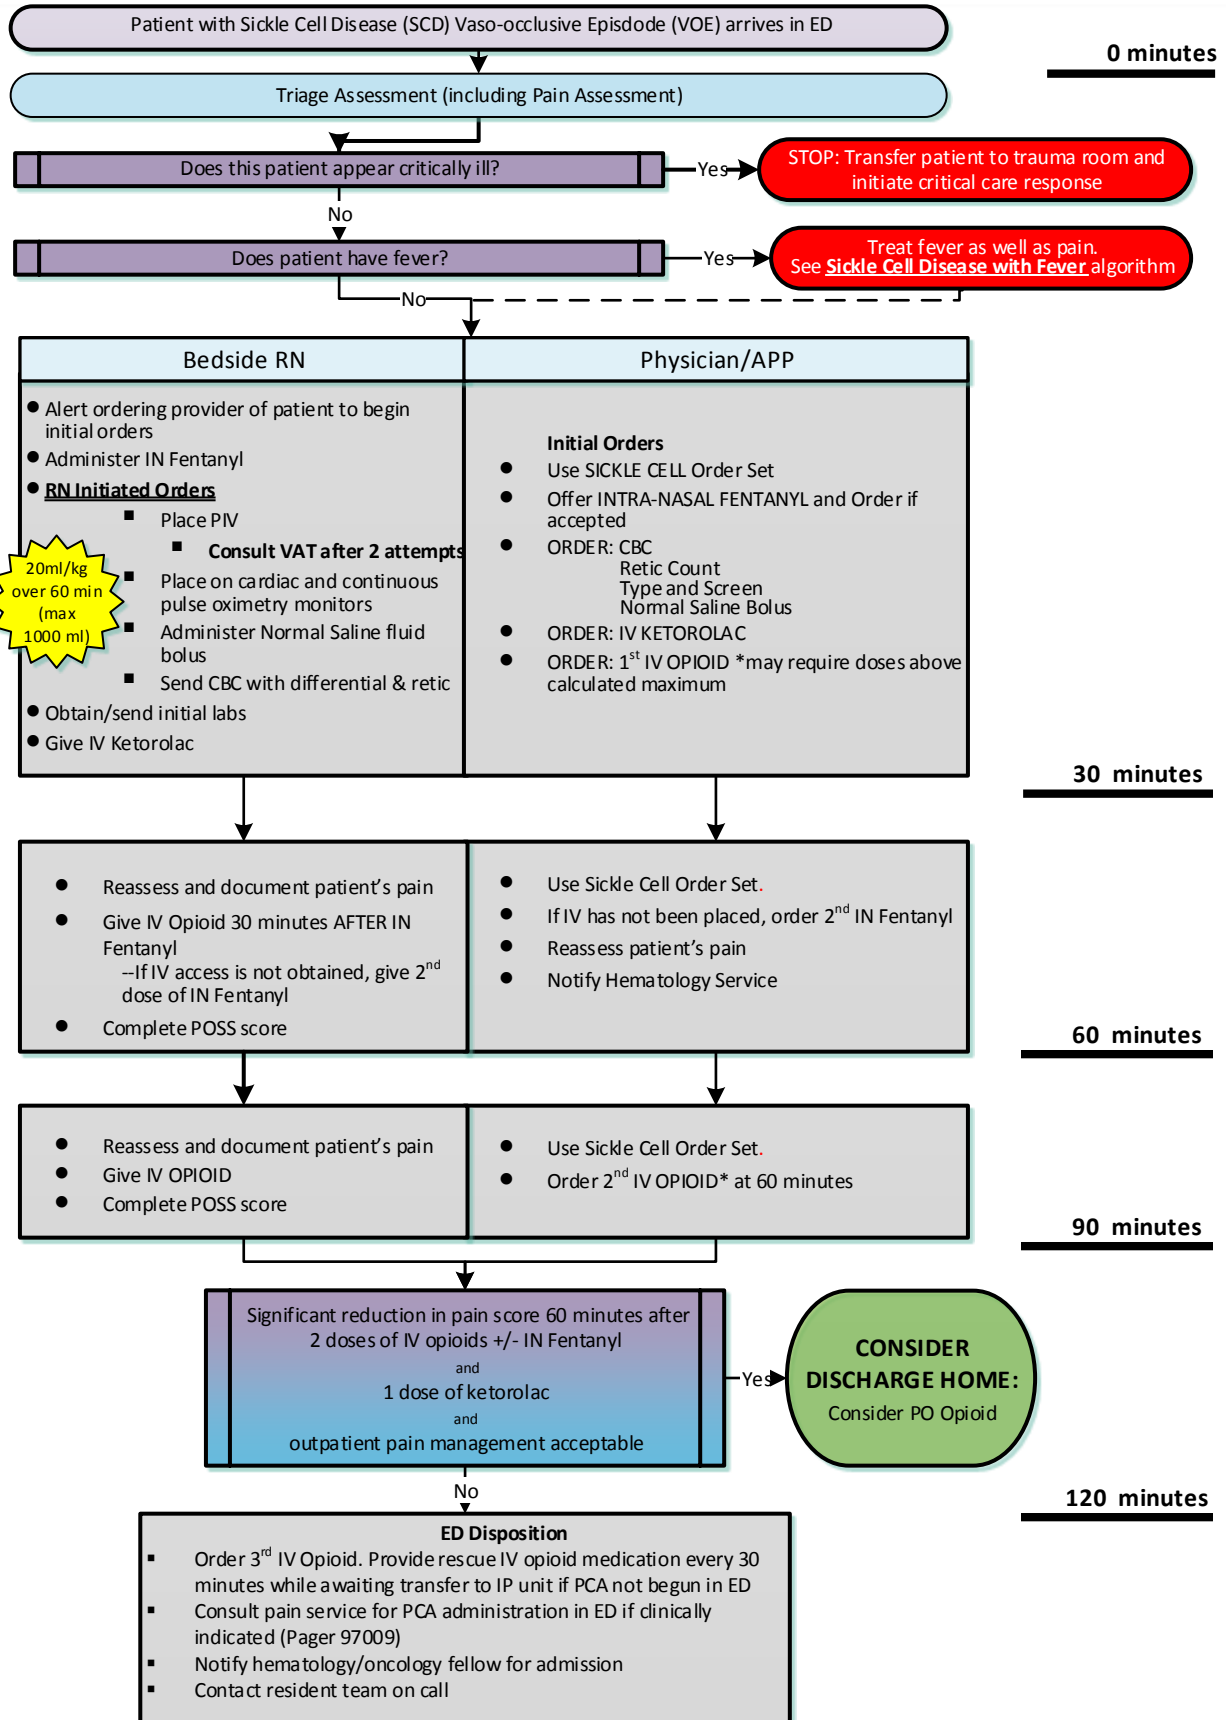 Patient with Sickle Cell Disease (SCD) Vaso-occlusive Epidsode (VOE) arrives in ED
0 minutes
Triage Assessment (including Pain Assessment)
Does this patient appear critically ill?
Yes
STOP: Transfer patient to trauma room and
initiate critical care response
No
Does patient have fever?
Yes
Treat fever as well as pain.
See Sickle Cell Disease with Fever algorithm
No
Bedside RN
● Alert ordering provider of patient to begin
initial orders
● Administer IN Fentanyl
● RN Initiated Orders
■ Place PIV
■ Consult VAT after 2 attempts
■ Place on cardiac and continuous
pulse oximetry monitors
■ Administer Normal Saline fluid
bolus
■ Send CBC with differential & retic
● Obtain/send initial labs
● Give IV Ketorolac
20ml/kg
over 60 min
(max
1000 ml)
Physician/APP
Initial Orders
● Use SICKLE CELL Order Set
● Offer INTRA-NASAL FENTANYL and Order if
accepted
● ORDER: CBC
Retic Count
Type and Screen
Normal Saline Bolus
● ORDER: IV KETOROLAC
● ORDER: 1st IV OPIOID *may require doses above
calculated maximum
30 minutes
● Reassess and document patient's pain
● Give IV Opioid 30 minutes AFTER IN
Fentanyl
--If IV access is not obtained, give 2nd
dose of IN Fentanyl
● Complete POSS score
● Use Sickle Cell Order Set.
● If IV has not been placed, order 2nd IN Fentanyl
● Reassess patient's pain
● Notify Hematology Service
60 minutes
● Reassess and document patient's pain
● Give IV OPIOID
● Complete POSS score
● Use Sickle Cell Order Set.
● Order 2nd IV OPIOID* at 60 minutes
90 minutes
Significant reduction in pain score 60 minutes after
2 doses of IV opioids +/- IN Fentanyl
and
1 dose of ketorolac
and
outpatient pain management acceptable
Yes
CONSIDER
DISCHARGE HOME:
Consider PO Opioid
No
120 minutes
ED Disposition
▪ Order 3rd IV Opioid. Provide rescue IV opioid medication every 30
minutes while awaiting transfer to IP unit if PCA not begun in ED
▪ Consult pain service for PCA administration in ED if clinically
indicated (Pager 97009)
▪ Notify hematology/oncology fellow for admission
▪ Contact resident team on call